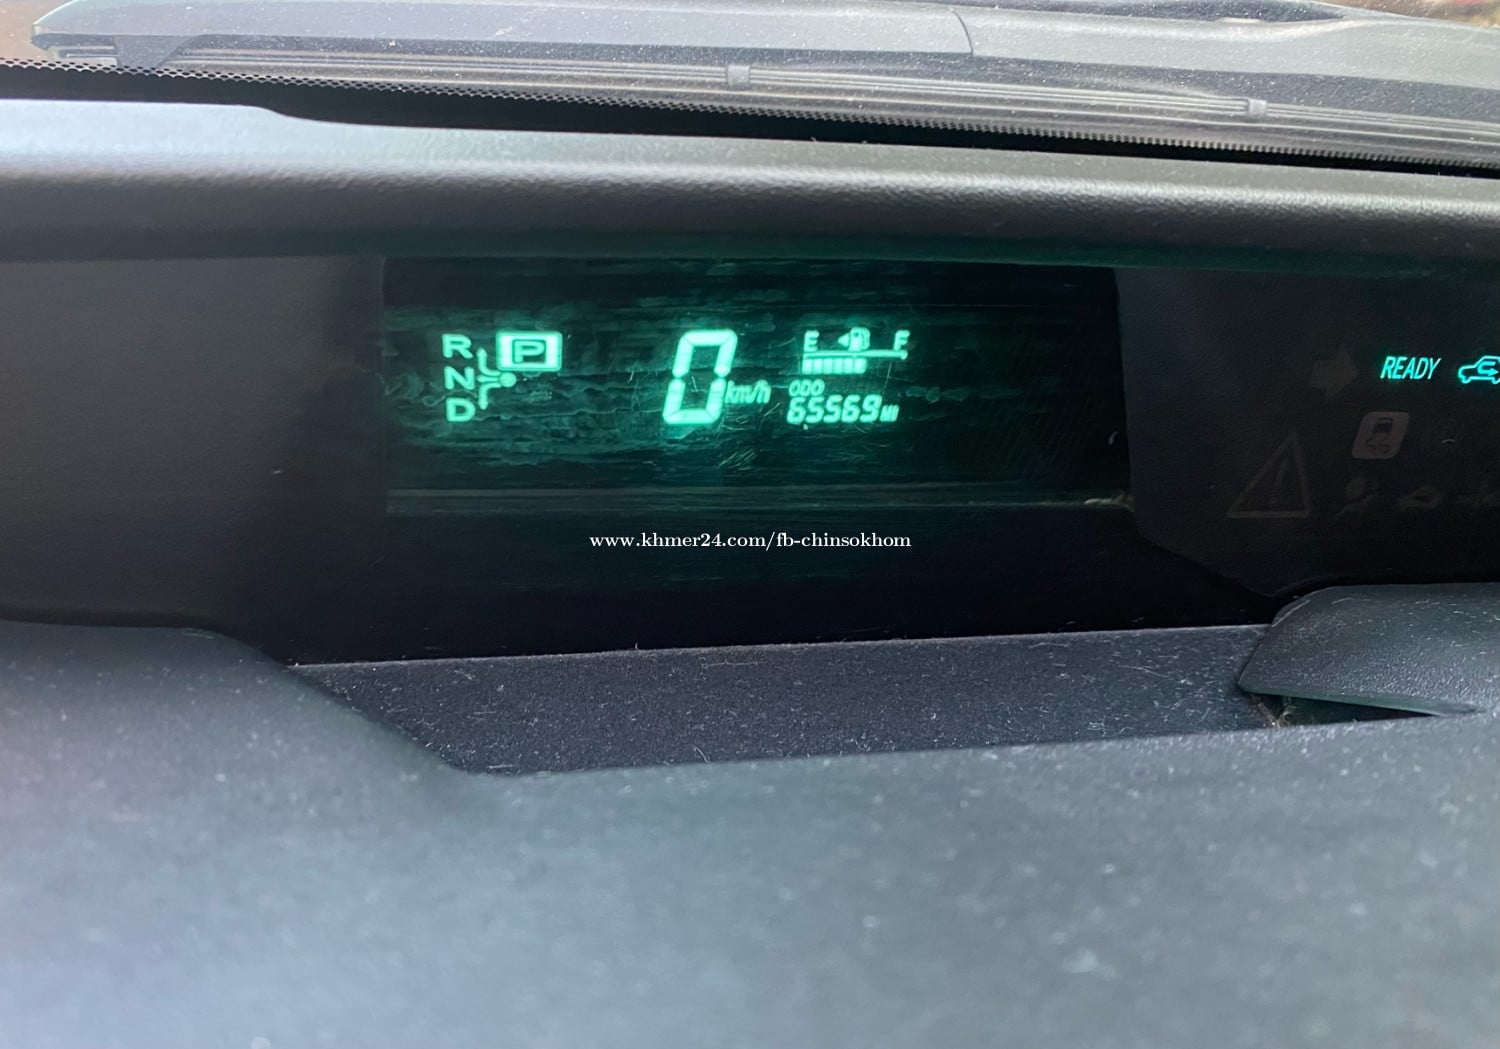 R P
N
D
0 km/h
E F
ODO
65569 MI
READY
www.khmer24.com/fb-chinsokhom